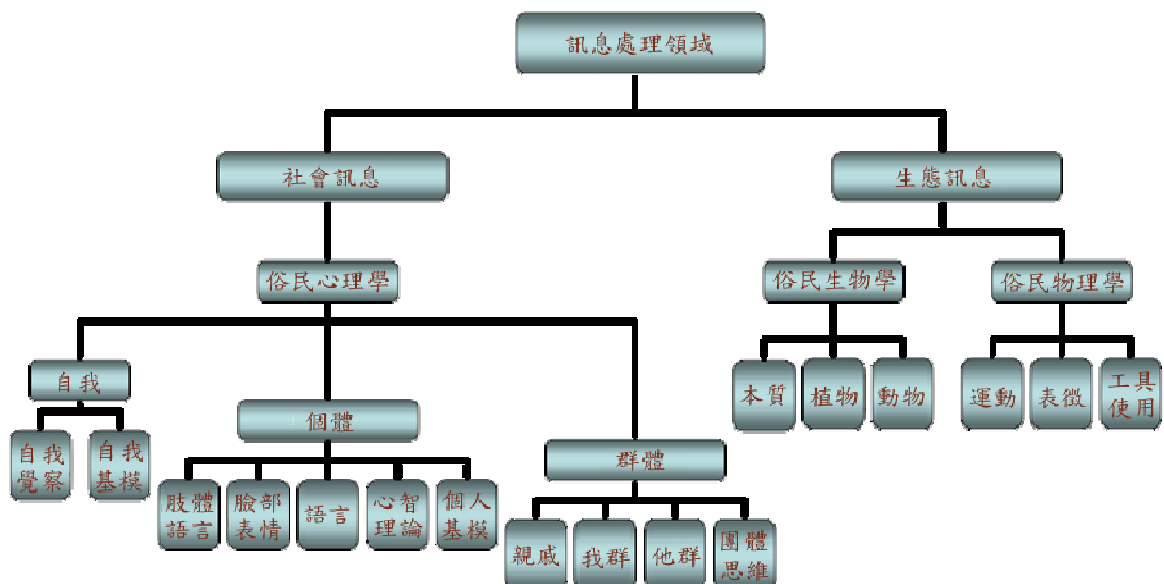 訊息處理領域
社會訊息
生態訊息
俗民心理學
俗民生物學
俗民物理學
自我
個體
群體
本質
植物
動物
運動
表徵
工具
使用
自我
覺察
自我
基模
肢體
語言
臉部
表情
語言
心智
理論
個人
基模
親戚
我群
他群
團體
思維